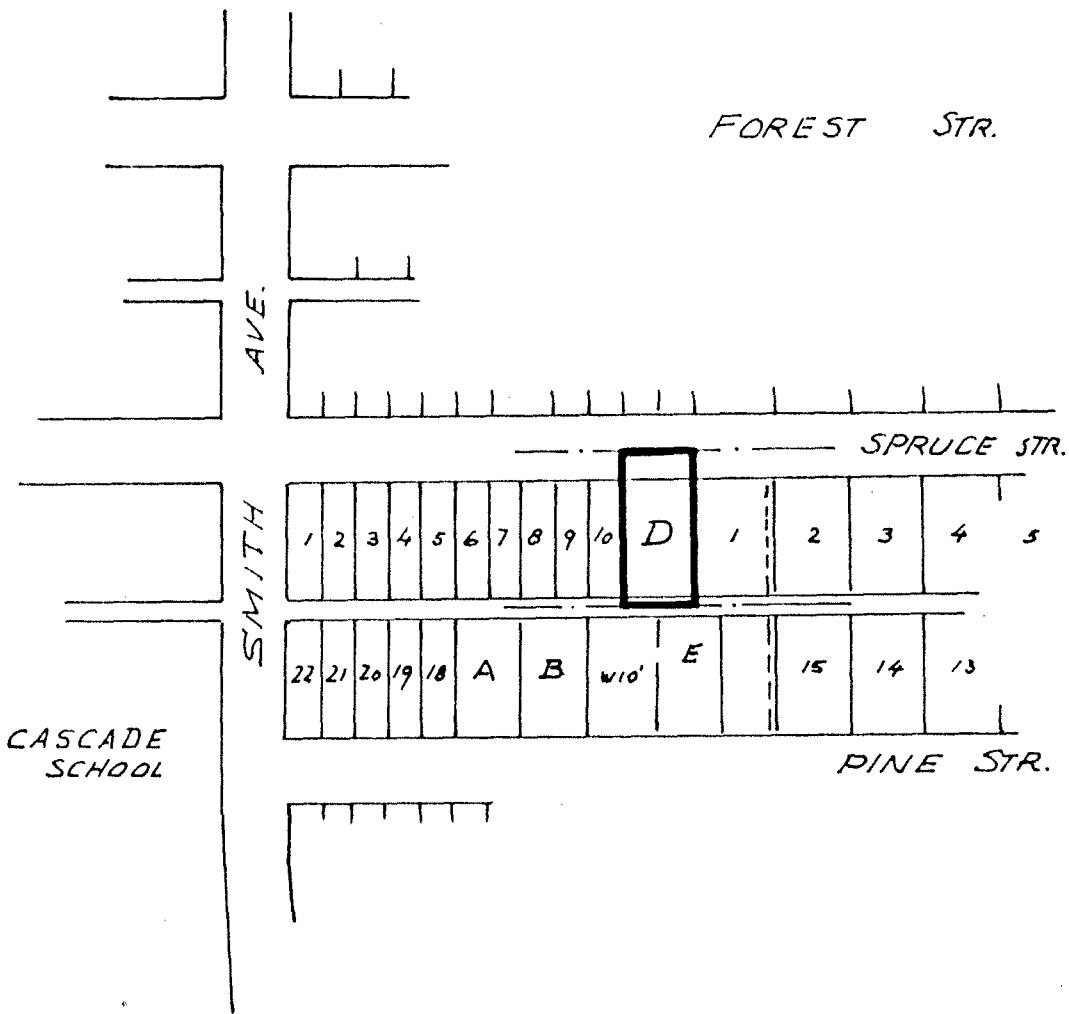 FOREST STR.
SMITH AVE.
SPRUCE STR.
1 2 3 4 5 6 7 8 9 10 D 1 2 3 4 5
22 21 20 19 18 A B W10' E 15 14 13
CASCADE
SCHOOL
PINE STR.